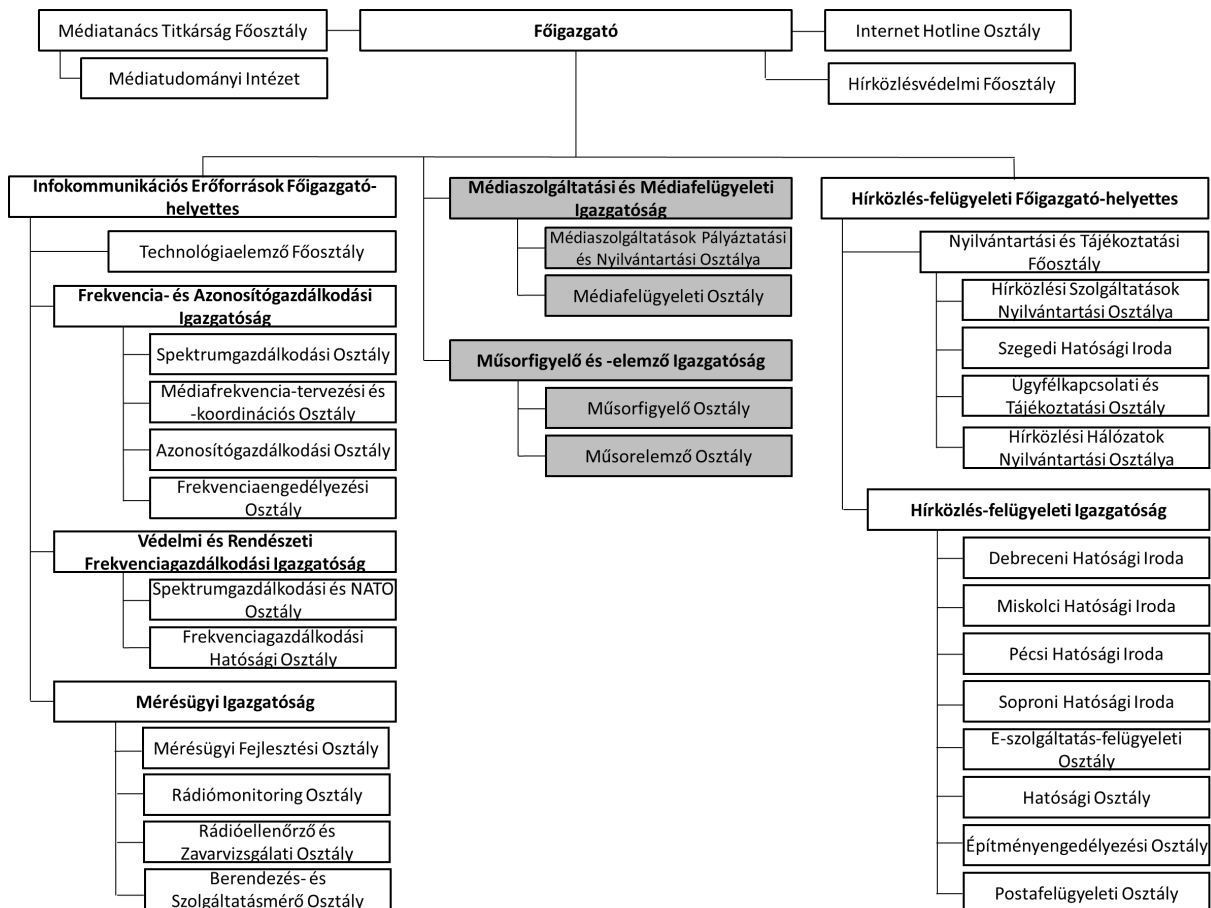 Médiatanács Titkárság Főosztály
Főigazgató
Internet Hotline Osztály
Médiatudományi Intézet
Hírközlésvédelmi Főosztály
Infokommunikációs Erőforrások Főigazgató-
helyettes
Technológiaelemző Főosztály
Frekvencia- és Azonosítógazdálkodási
Igazgatóság
Spektrumgazdálkodási Osztály
Médiafrekvencia-tervezési és
-koordinációs Osztály
Azonosítógazdálkodási Osztály
Frekvenciaengedélyezési
Osztály
Védelmi és Rendészeti
Frekvenciagazdálkodási Igazgatóság
Spektrumgazdálkodási és NATO
Osztály
Frekvenciagazdálkodási
Hatósági Osztály
Mérésügyi Igazgatóság
Mérésügyi Fejlesztési Osztály
Rádiómonitoring Osztály
Rádióellenőrző és
Zavarvizsgálati Osztály
Berendezés- és
Szolgáltatásmérő Osztály
Médiaszolgáltatási és Médiafelügyeleti
Igazgatóság
Médiaszolgáltatások Pályáztatási
és Nyilvántartási Osztálya
Médiafelügyeleti Osztály
Műsorfigyelő és -elemző Igazgatóság
Műsorfigyelő Osztály
Műsorelemző Osztály
Hírközlés-felügyeleti Főigazgató-helyettes
Nyilvántartási és Tájékoztatási
Főosztály
Hírközlési Szolgáltatások
Nyilvántartási Osztálya
Szegedi Hatósági Iroda
Ügyfélkapcsolati és
Tájékoztatási Osztály
Hírközlési Hálózatok
Nyilvántartási Osztálya
Hírközlés-felügyeleti Igazgatóság
Debreceni Hatósági Iroda
Miskolci Hatósági Iroda
Pécsi Hatósági Iroda
Soproni Hatósági Iroda
E-szolgáltatás-felügyeleti
Osztály
Hatósági Osztály
Építményengedélyezési Osztály
Postafelügyeleti Osztály